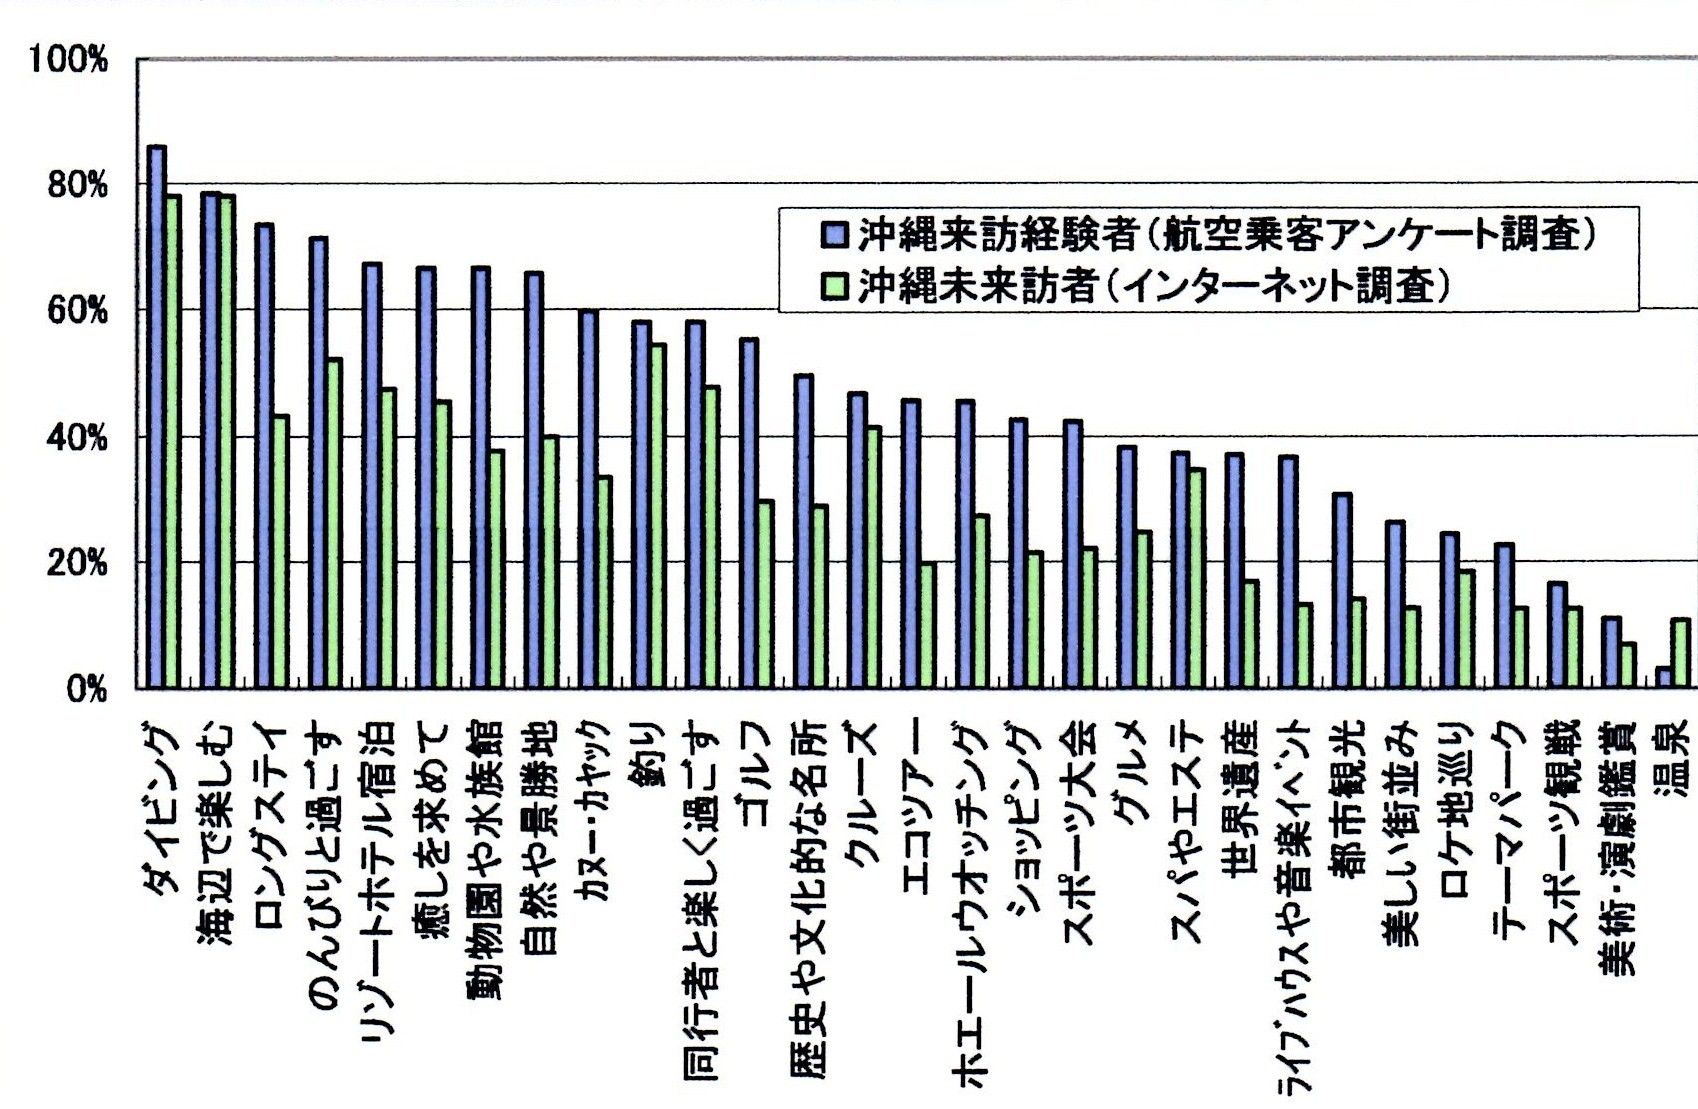 100%
80%
60%
40%
20%
0%
沖縄来訪経験者(航空乗客アンケート調査)
沖縄未来訪者(インターネット調査)
ダイビング
海辺で楽しむ
ロングステイ
のんびりと過ごす
リゾートホテル宿泊
癒しを求めて
動物園や水族館
自然や景勝地
カヌー・カヤック
釣り
同行者と楽しく過ごす
ゴルフ
歴史や文化的な名所
クルーズ
エコツアー
ホエールウオッチング
ショッピング
スポーツ大会
グルメ
スパやエステ
世界遺産
ライブハウスや音楽イベント
都市観光
美しい街並み
ロケ地巡り
テーマパーク
スポーツ観戦
美術・演劇鑑賞
温泉